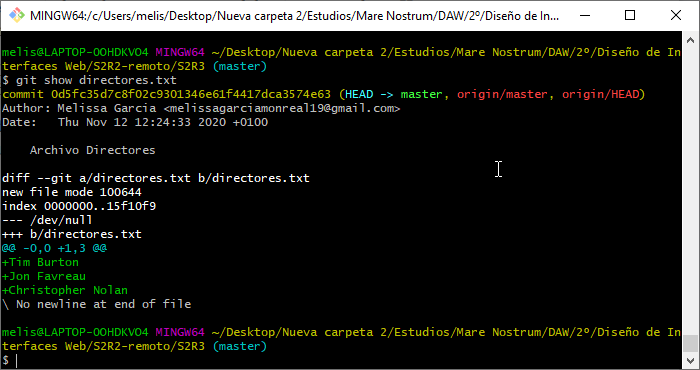 MINGW64:/c/Users/melis/Desktop/Nueva carpeta 2/Estudios/Mare Nostrum/DAW/2º/Diseño de In...
melis@LAPTOP-OOHDKVO4 MINGW64 ~/Desktop/Nueva carpeta 2/Estudios/Mare Nostrum/DAW/2º/Diseño de In
terfaces Web/S2R2-remoto/S2R3 (master)
$ git show directores.txt
commit 0d5fc35d7c8f02c9301346e61f4417dca3574e63 (HEAD -> master, origin/master, origin/HEAD)
Author: Melissa Garcia <melissagarciamonreal19@gmail.com>
Date:   Thu Nov 12 12:24:33 2020 +0100
    Archivo Directores
diff --git a/directores.txt b/directores.txt
new file mode 100644
index 0000000..15f10f9
--- /dev/null
+++ b/directores.txt
@@ -0,0 +1,3 @@
+Tim Burton
+Jon Favreau
+Christopher Nolan
\ No newline at end of file
melis@LAPTOP-OOHDKVO4 MINGW64 ~/Desktop/Nueva carpeta 2/Estudios/Mare Nostrum/DAW/2º/Diseño de In
terfaces Web/S2R2-remoto/S2R3 (master)
$